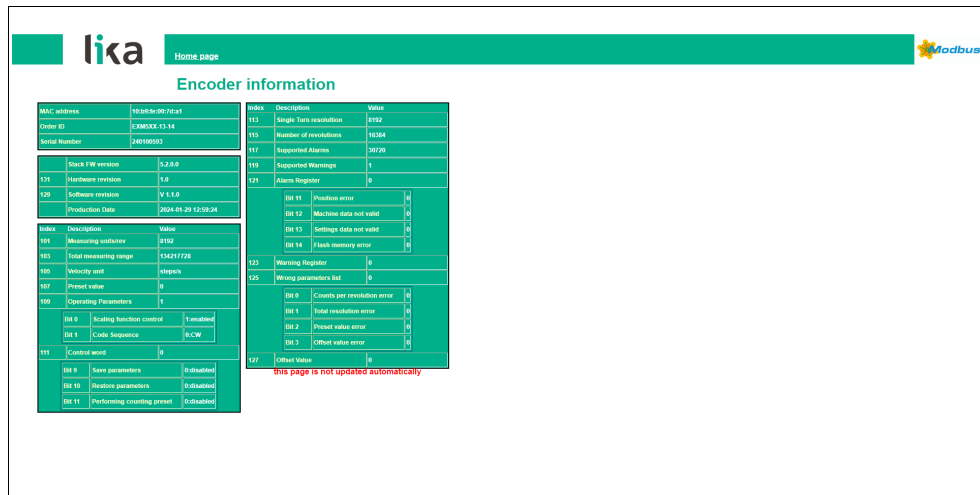 lika
Home page
Modbus
Encoder information
MAC address 10:b9:fe:00:7d:a1
Order ID EXM5XX-13-14
Serial Number 240100593
Stack FW version 5.2.0.0
131 Hardware revision 1.0
129 Software revision V 1.1.0
Production Date 2024-01-29 12:59:24
Index Description Value
101 Measuring units/rev 8192
103 Total measuring range 134217728
105 Velocity unit steps/s
107 Preset value 0
109 Operating Parameters 1
Bit 0 Scaling function control 1:enabled
Bit 1 Code Sequence 0:CW
111 Control word 0
Bit 9 Save parameters 0:disabled
Bit 10 Restore parameters 0:disabled
Bit 11 Performing counting preset 0:disabled
Index Description Value
113 Single Turn resolultion 8192
115 Number of revolutions 16384
117 Supported Alarms 30720
119 Supported Warnings 1
121 Alarm Register 0
Bit 11 Position error 0
Bit 12 Machine data not valid 0
Bit 13 Settings data not valid 0
Bit 14 Flash memory error 0
123 Warning Register 0
125 Wrong parameters list 0
Bit 0 Counts per revolution error 0
Bit 1 Total resolution error 0
Bit 2 Preset value error 0
Bit 3 Offset value error 0
127 Offset Value 0
this page is not updated automatically